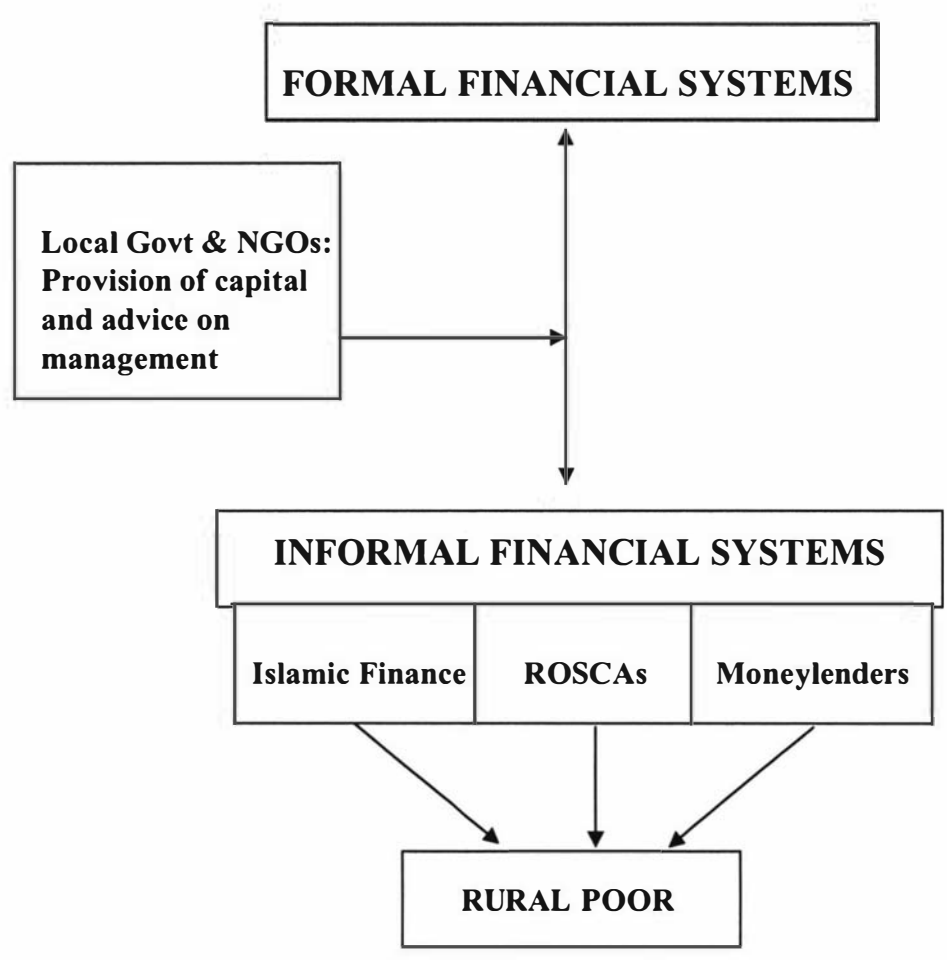 FORMAL FINANCIAL SYSTEMS
Local Govt & NGOs:
Provision of capital
and advice on
management
INFORMAL FINANCIAL SYSTEMS
Islamic Finance
ROSCAs
Moneylenders
RURAL POOR